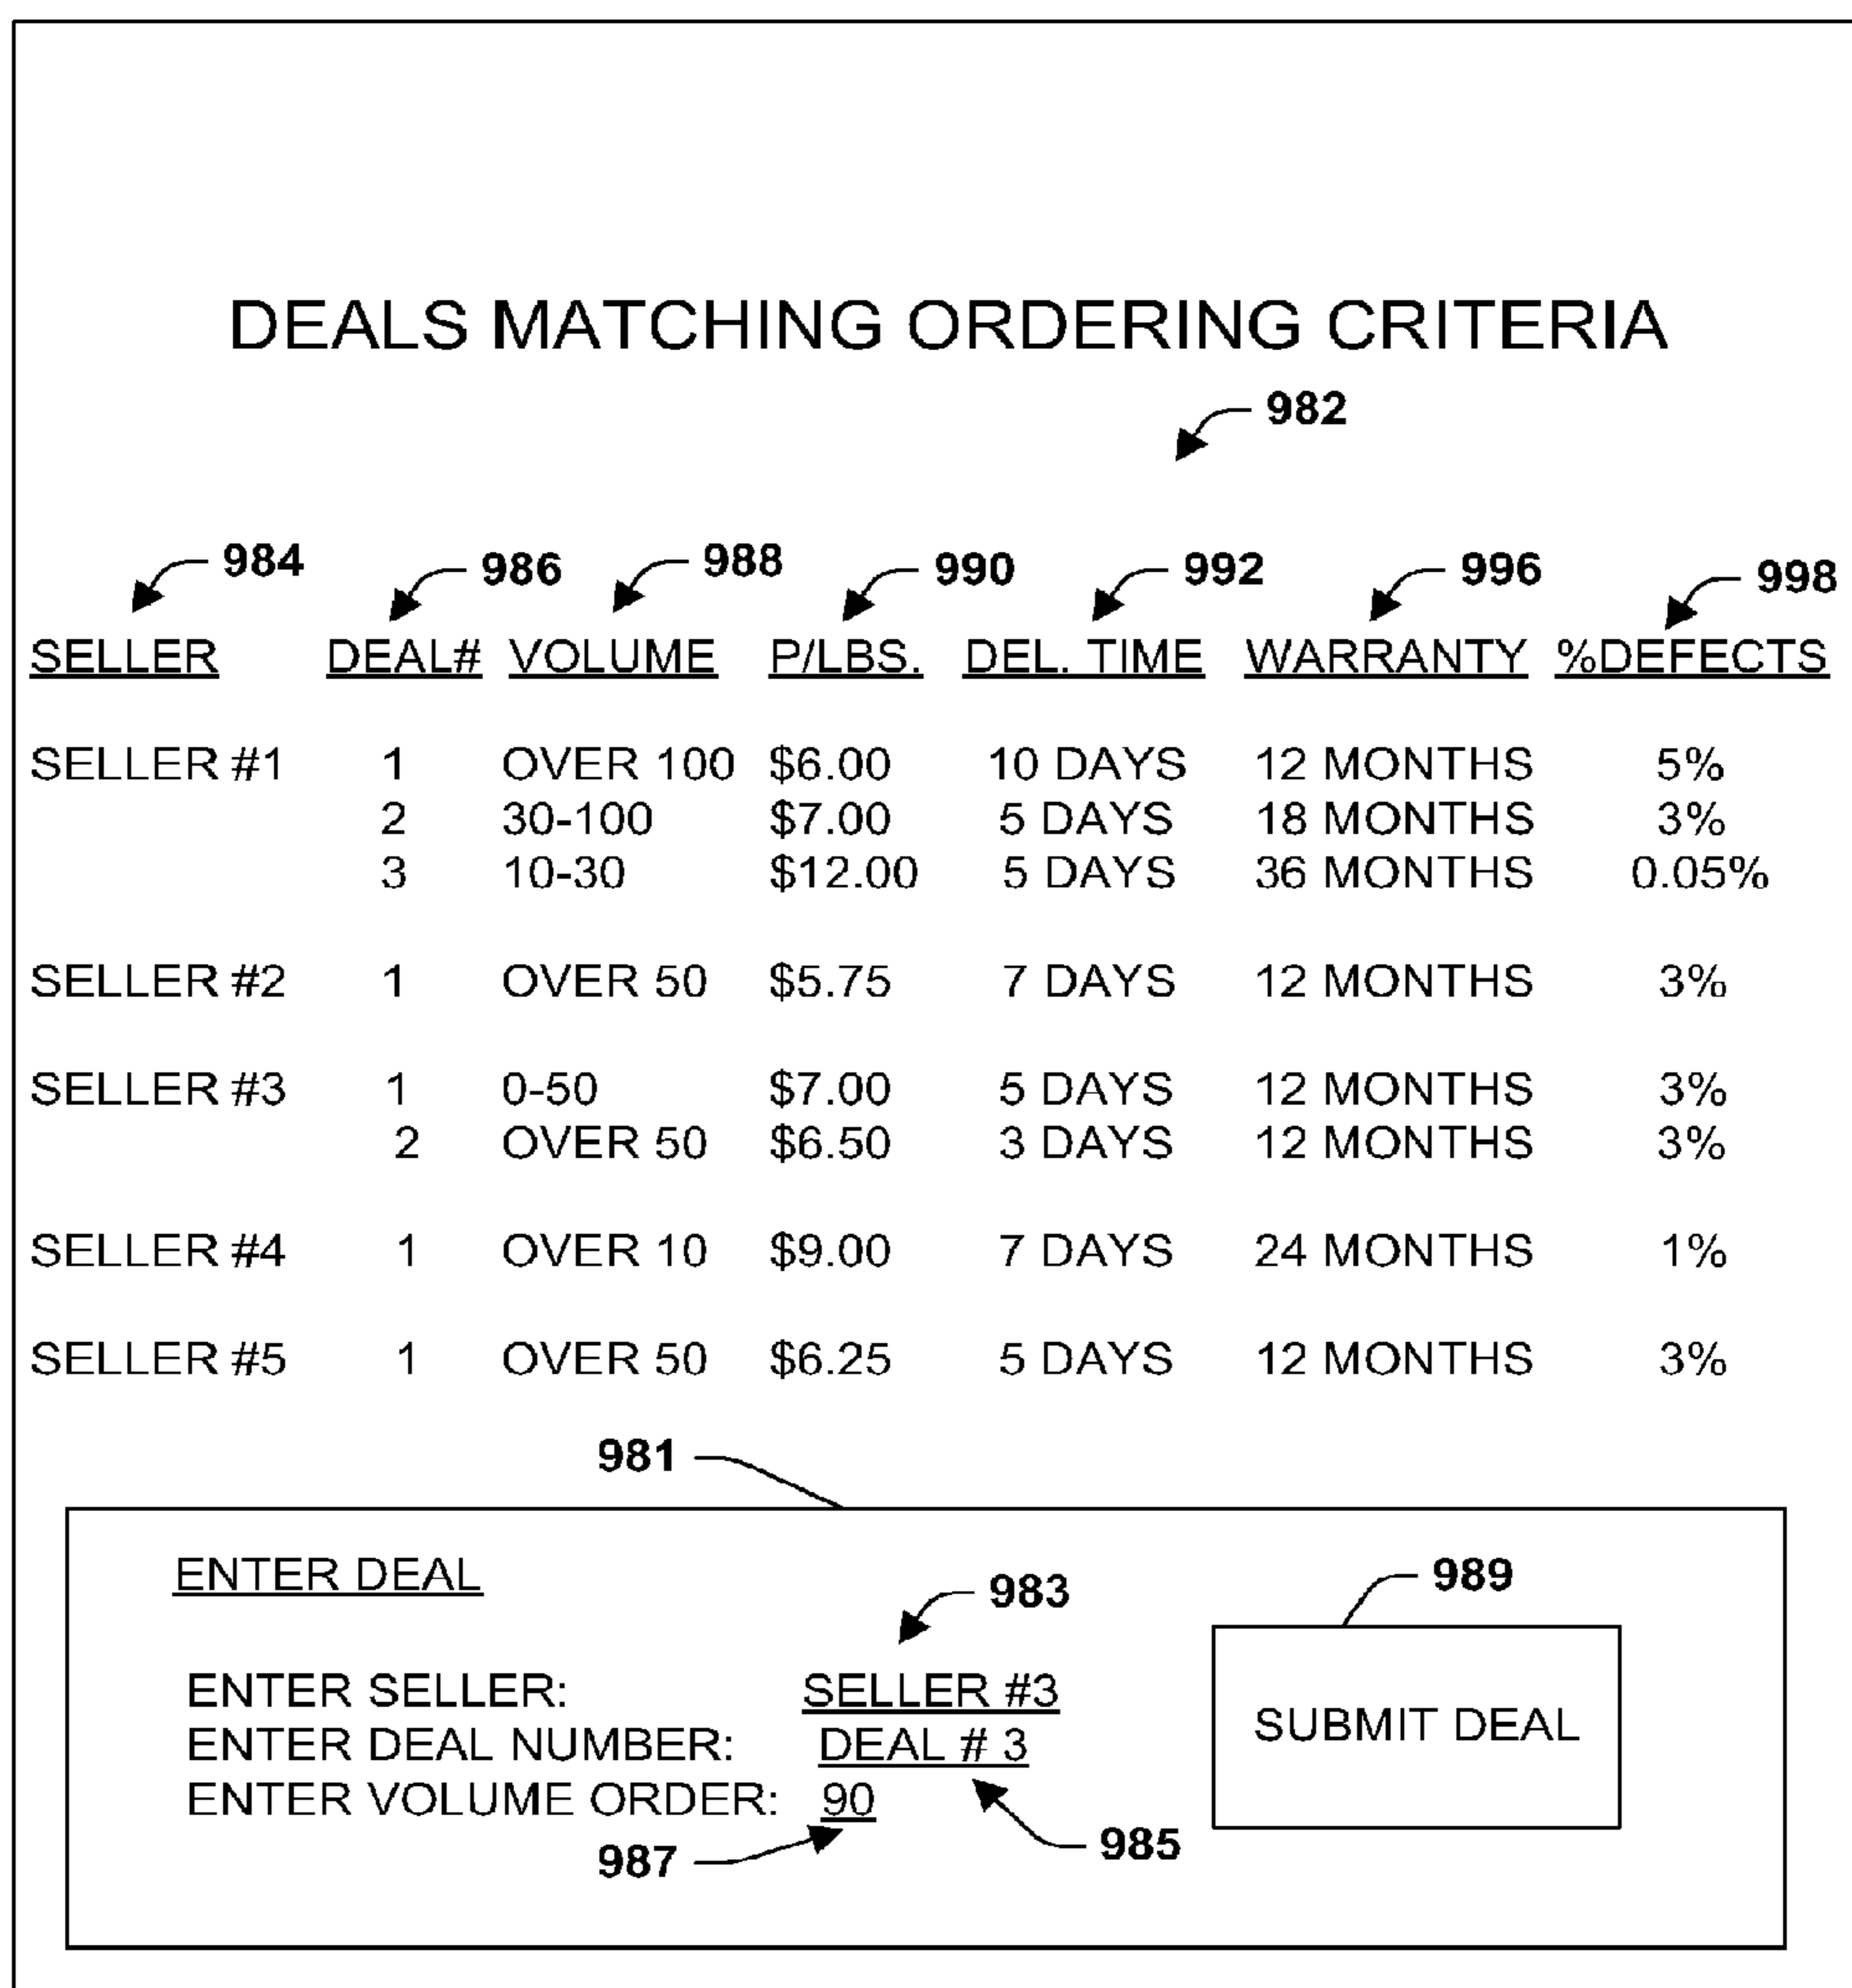 DEALS MATCHING ORDERING CRITERIA
982
984 986 988 990 992 996 998
SELLER DEAL# VOLUME P/LBS. DEL. TIME WARRANTY %DEFECTS
SELLER #1 1 OVER 100 $6.00 10 DAYS 12 MONTHS 5%
2 30-100 $7.00 5 DAYS 18 MONTHS 3%
3 10-30 $12.00 5 DAYS 36 MONTHS 0.05%
SELLER #2 1 OVER 50 $5.75 7 DAYS 12 MONTHS 3%
SELLER #3 1 0-50 $7.00 5 DAYS 12 MONTHS 3%
2 OVER 50 $6.50 3 DAYS 12 MONTHS 3%
SELLER #4 1 OVER 10 $9.00 7 DAYS 24 MONTHS 1%
SELLER #5 1 OVER 50 $6.25 5 DAYS 12 MONTHS 3%
981
ENTER DEAL
983
989
ENTER SELLER: SELLER #3
ENTER DEAL NUMBER: DEAL # 3
ENTER VOLUME ORDER: 90
SUBMIT DEAL
987
985